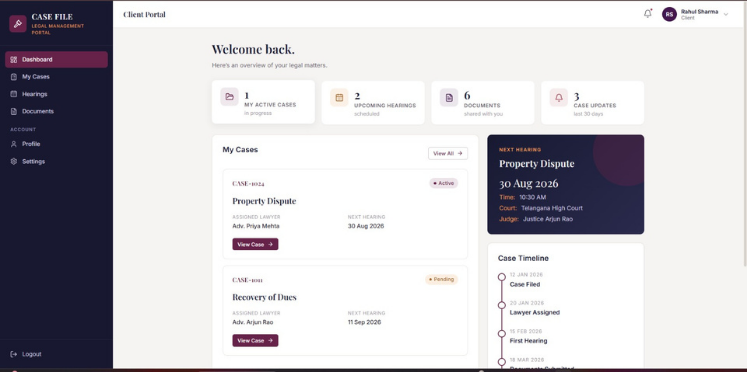 CASE FILE
LEGAL MANAGEMENT
PORTAL
Dashboard
My Cases
Hearings
Documents
ACCOUNT
Profile
Settings
Logout
Client Portal
RS
Rahul Sharma
Client
Welcome back.
Here's an overview of your legal matters.
1
MY ACTIVE CASES
in progress
2
UPCOMING HEARINGS
scheduled
6
DOCUMENTS
shared with you
3
CASE UPDATES
last 30 days
My Cases
View All →
CASE-1024
Active
Property Dispute
ASSIGNED LAWYER
NEXT HEARING
Adv. Priya Mehta
30 Aug 2026
View Case →
CASE-1011
Pending
Recovery of Dues
ASSIGNED LAWYER
NEXT HEARING
Adv. Arjun Rao
11 Sep 2026
View Case →
NEXT HEARING
Property Dispute
30 Aug 2026
Time: 10:30 AM
Court: Telangana High Court
Judge: Justice Arjun Rao
Case Timeline
12 JAN 2026
Case Filed
20 JAN 2026
Lawyer Assigned
15 FEB 2026
First Hearing
18 MAR 2026
Documents Submitted